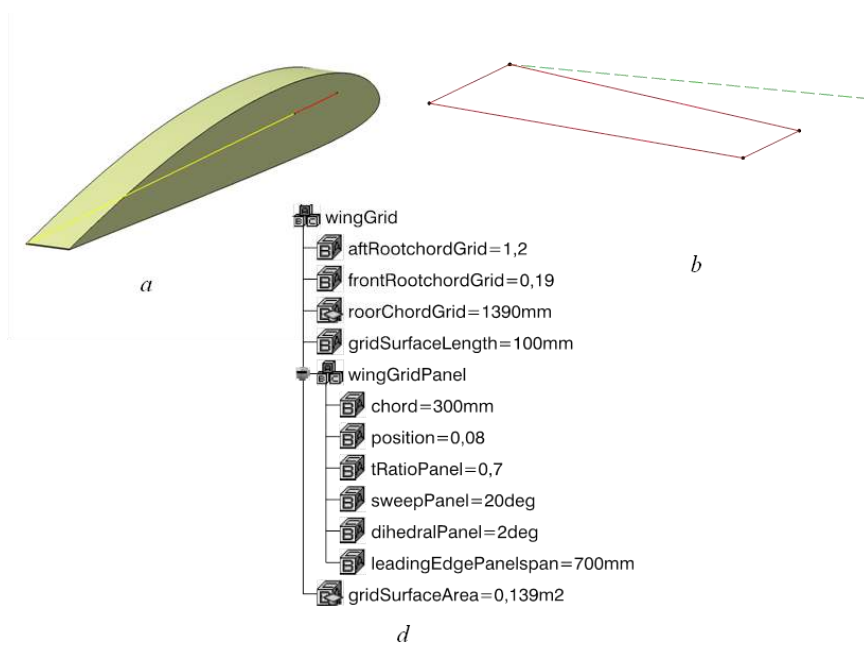 a
b
wingGrid
aftRootchordGrid=1,2
frontRootchordGrid=0,19
roorChordGrid=1390mm
gridSurfaceLength=100mm
wingGridPanel
chord=300mm
position=0,08
tRatioPanel=0,7
sweepPanel=20deg
dihedralPanel=2deg
leadingEdgePanelspan=700mm
gridSurfaceArea=0,139m2
d